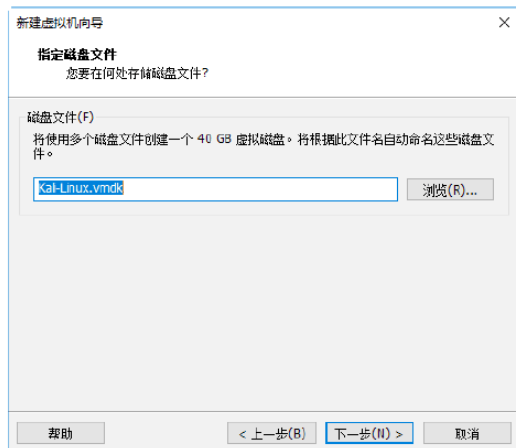 新建虚拟机向导
指定磁盘文件
您要在何处存储磁盘文件?
磁盘文件(F)
将使用多个磁盘文件创建一个 40 GB 虚拟磁盘。将根据此文件名自动命名这些磁盘文
件。
Kali-Linux.vmdk
浏览(R)...
帮助
< 上一步(B)
下一步(N) >
取消